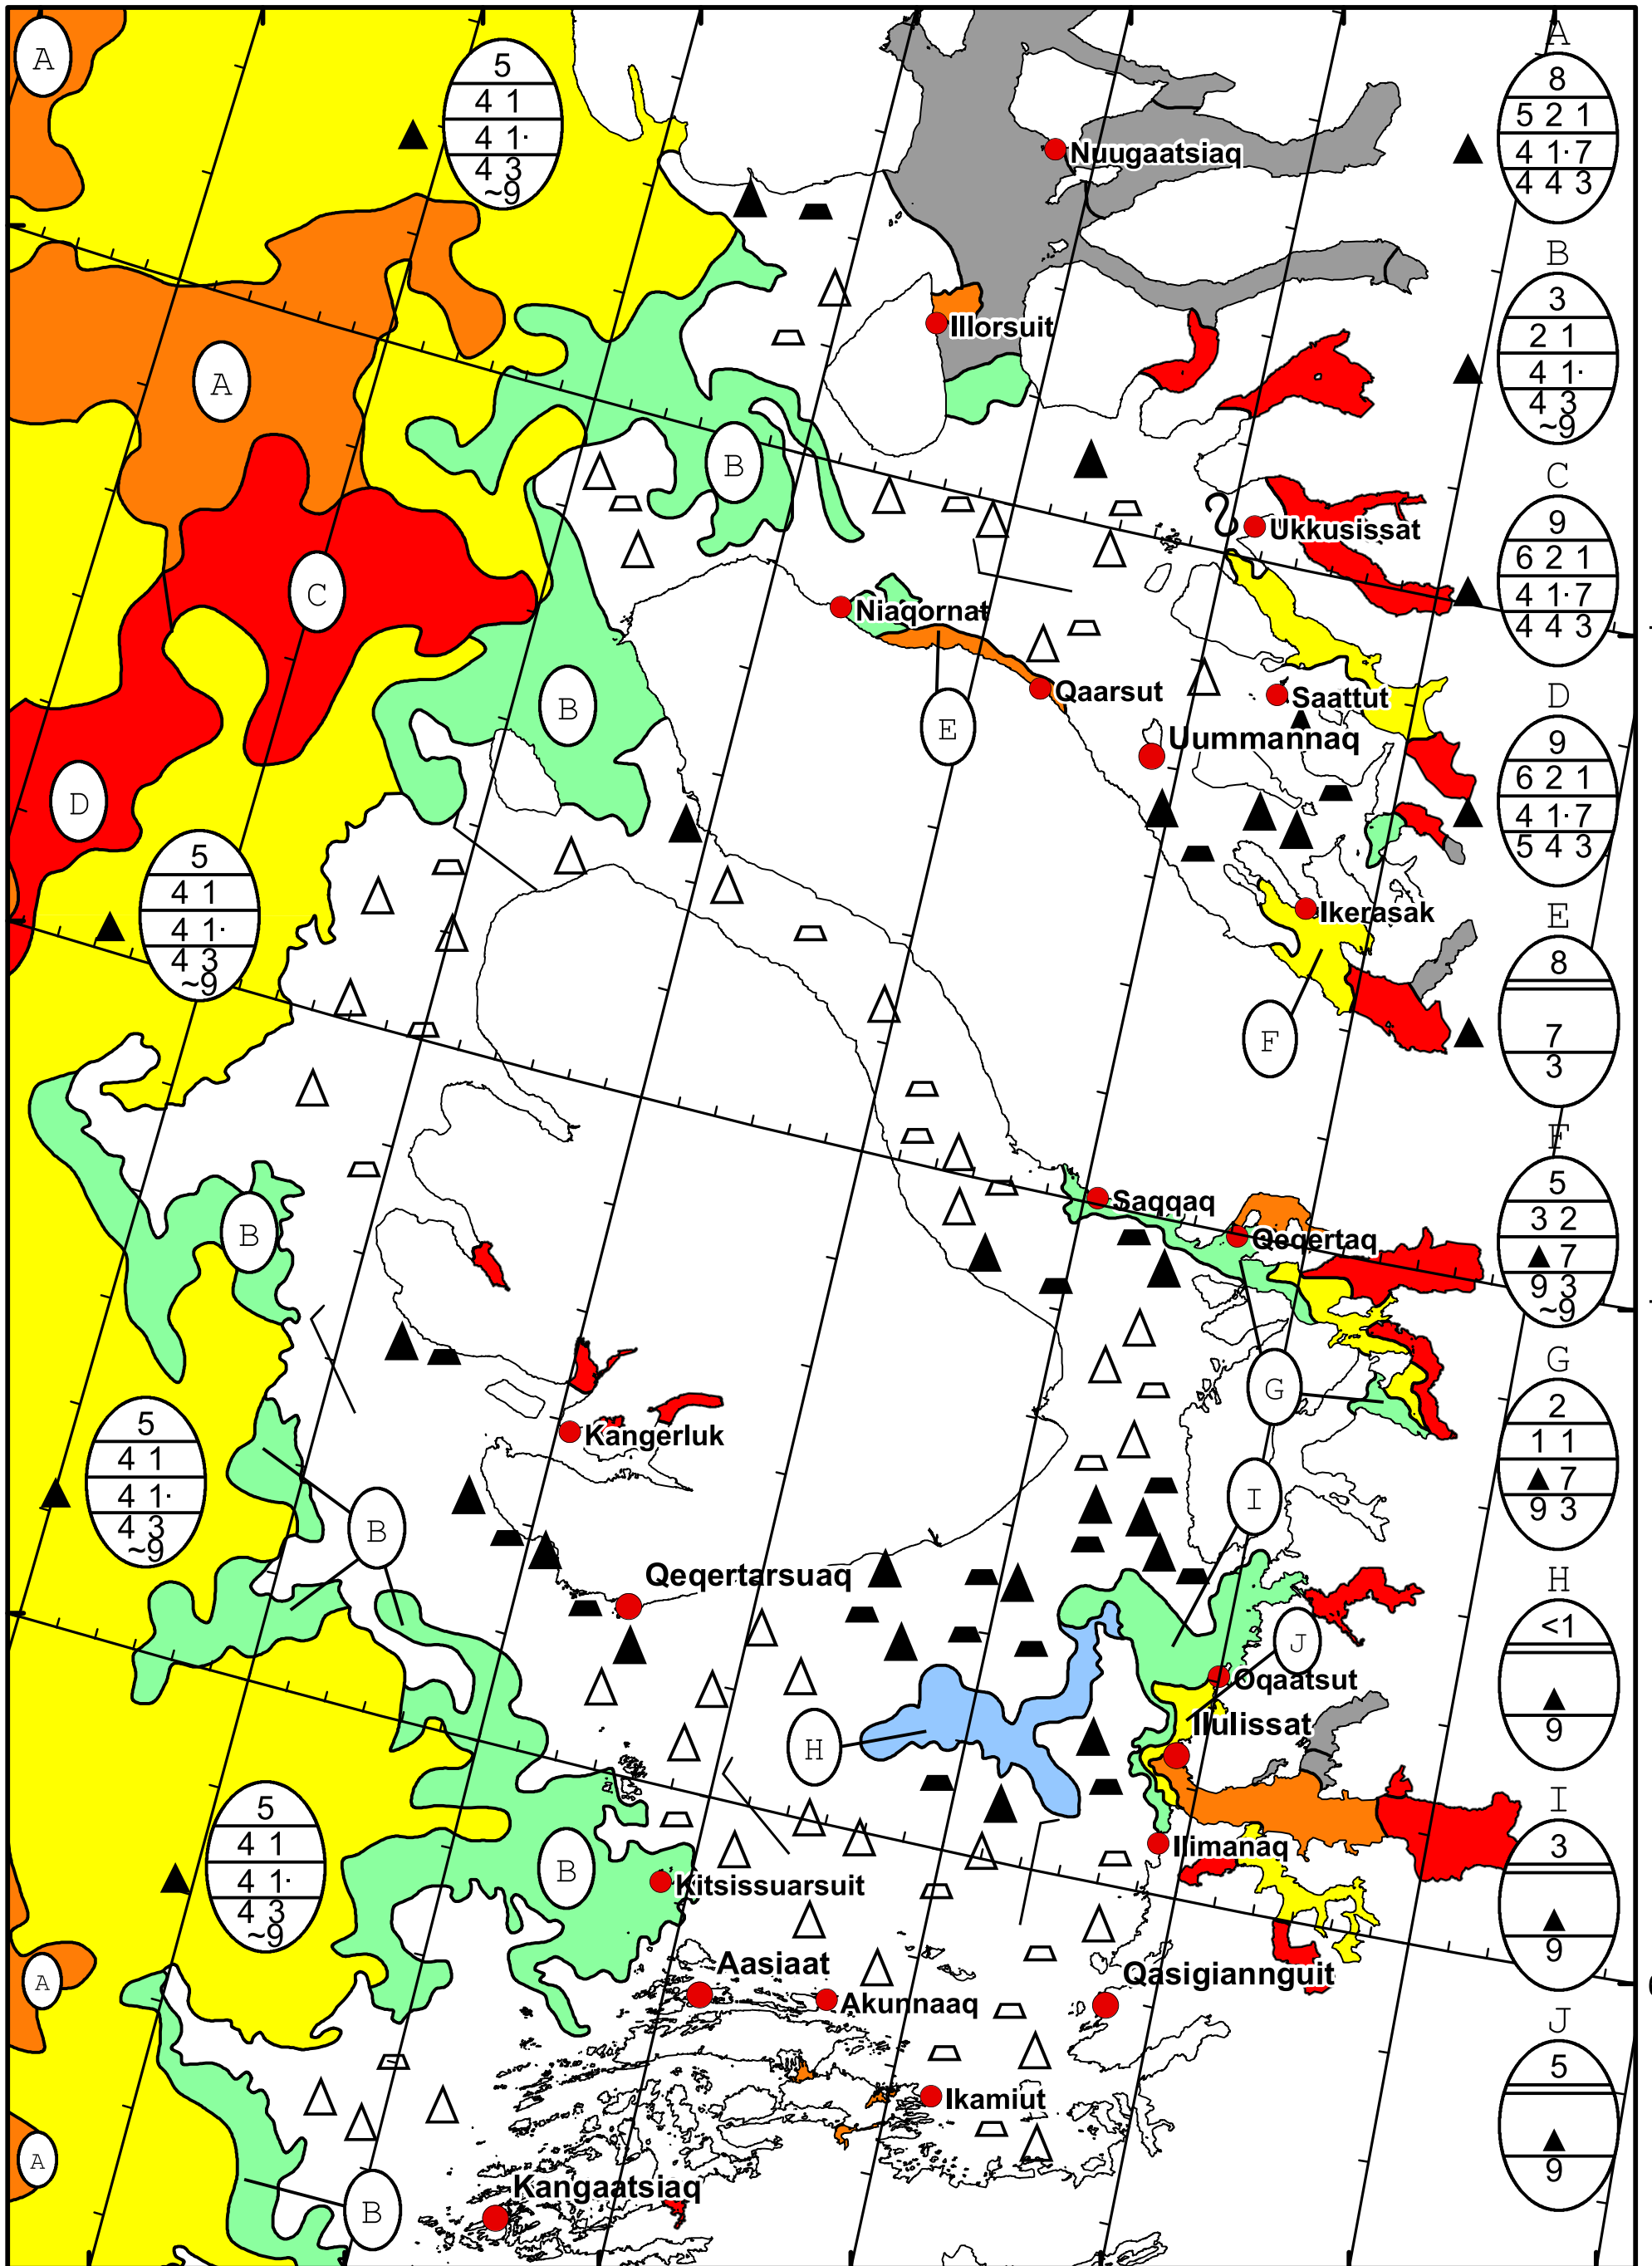 A
5
4 1
4 1·
4 3
~9
A
8
5 2 1
4 1·7
4 4 3
Nuugaatsiaq
B
3
2 1
4 1·
4 3
~9
Illorsuit
A
B
C
9
6 2 1
4 1·7
4 4 3
Ukkusissat
C
Niaqornat
Qaarsut
Saattut
B
E
Uummannaq
D
9
6 2 1
4 1·7
5 4 3
D
5
4 1
4 1·
4 3
~9
Ikerasak
E
8
7
3
F
F
5
3 2
7
9 3
~9
Saqqaq
Qeqertaq
B
G
G
2
1 1
7
9 3
Kangerluk
5
4 1
4 1·
4 3
~9
I
B
Qeqertarsuaq
H
<1
9
J
Oqaatsut
Ilulissat
H
5
4 1
4 1·
4 3
~9
B
Ilimanaq
I
3
9
Kitsissuarsuit
Aasiaat
Qasigiannguit
A
Akunnaaq
J
5
9
Ikamiut
A
Kangaatsiaq
B